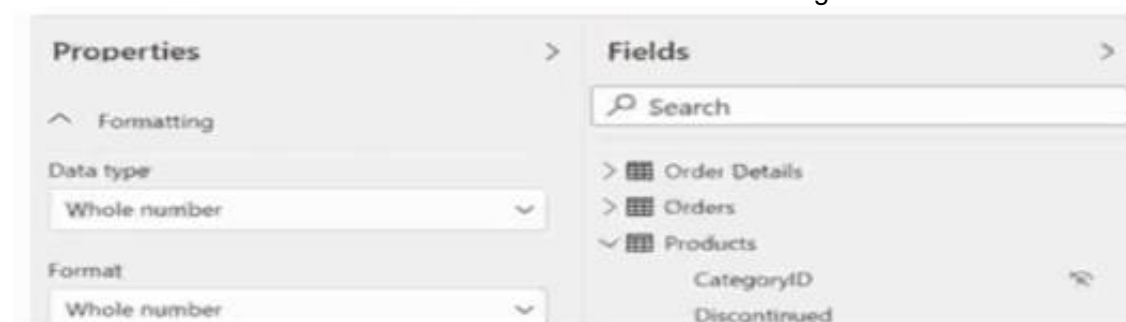 Properties
Formatting
Data type
Whole number
Format
Whole number
Fields
Search
Order Details
Orders
Products
CategoryID
Discontinued